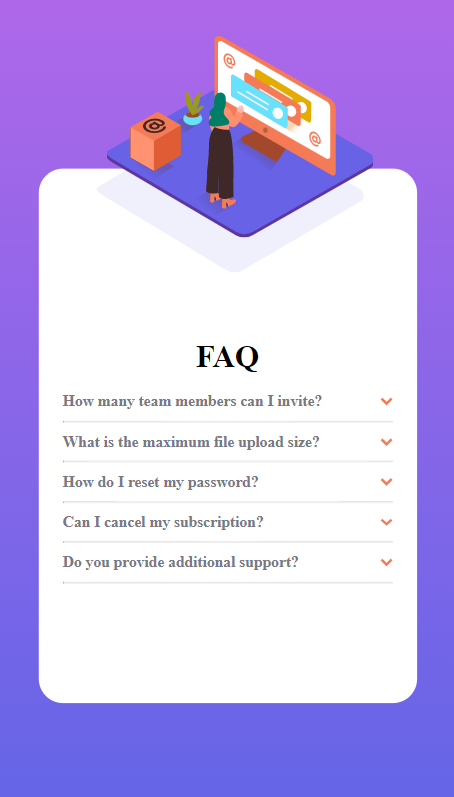 FAQ
How many team members can I invite?
What is the maximum file upload size?
How do I reset my password?
Can I cancel my subscription?
Do you provide additional support?